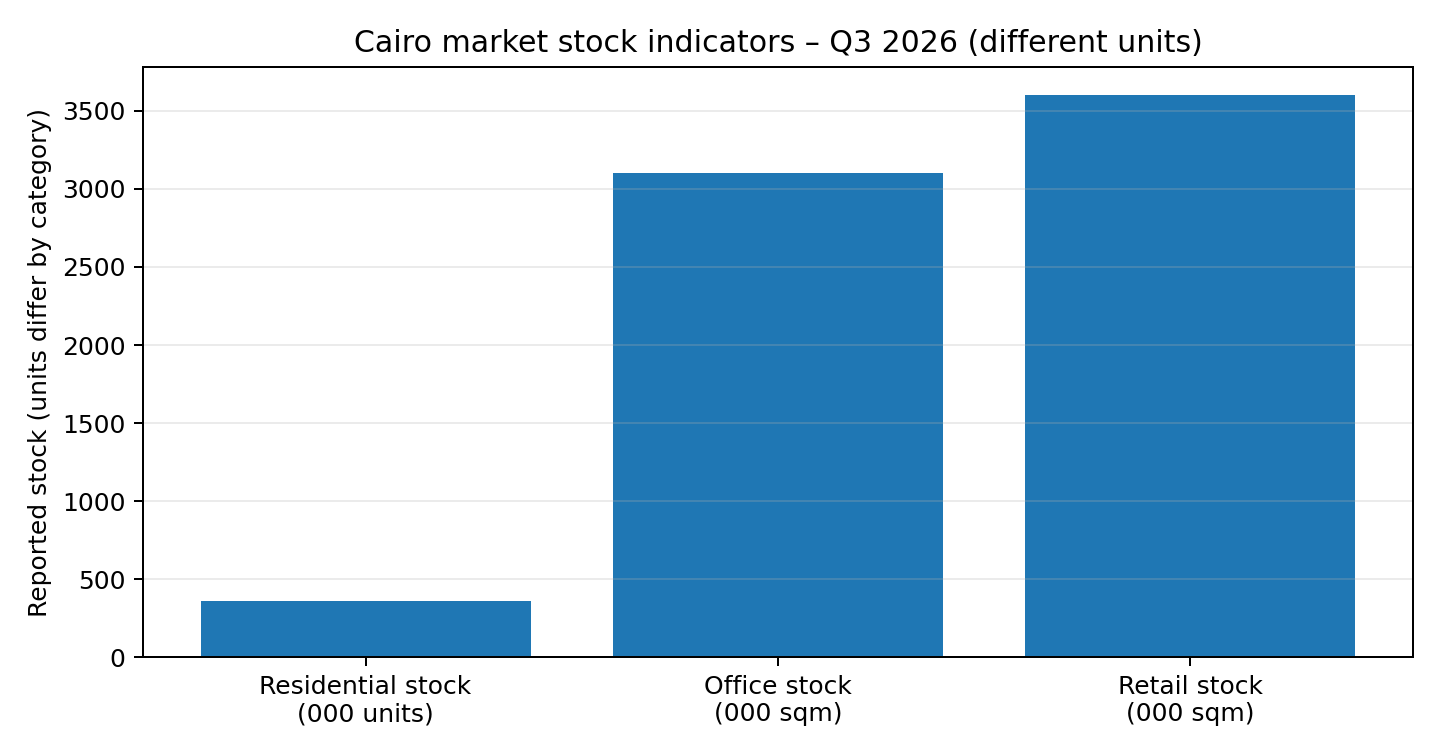 Cairo market stock indicators – Q3 2026 (different units)
Reported stock (units differ by category)
3500
3000
2500
2000
1500
1000
500
0
Residential stock
(000 units)
Office stock
(000 sqm)
Retail stock
(000 sqm)